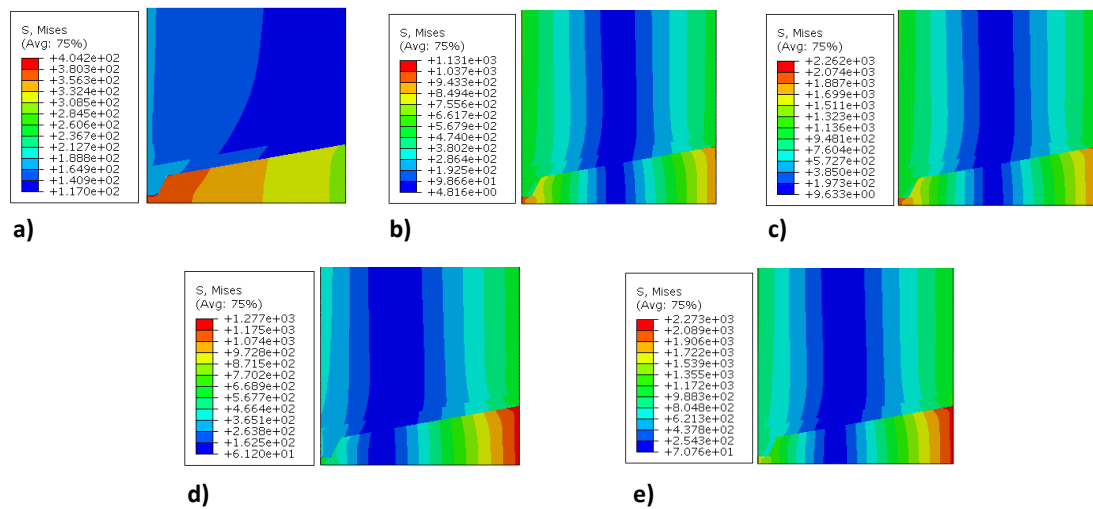 S, Mises
(Avg: 75%)
+4.042e+02
+3.803e+02
+3.563e+02
+3.324e+02
+3.085e+02
+2.845e+02
+2.606e+02
+2.367e+02
+2.127e+02
+1.888e+02
+1.649e+02
+1.409e+02
+1.170e+02
a)
S, Mises
(Avg: 75%)
+1.131e+03
+1.037e+03
+9.433e+02
+8.494e+02
+7.556e+02
+6.617e+02
+5.679e+02
+4.740e+02
+3.802e+02
+2.864e+02
+1.925e+02
+9.866e+01
+4.816e+00
b)
S, Mises
(Avg: 75%)
+2.262e+03
+2.074e+03
+1.887e+03
+1.699e+03
+1.511e+03
+1.323e+03
+1.136e+03
+9.481e+02
+7.604e+02
+5.727e+02
+3.850e+02
+1.973e+02
+9.633e+00
c)
S, Mises
(Avg: 75%)
+1.277e+03
+1.175e+03
+1.074e+03
+9.728e+02
+8.715e+02
+7.702e+02
+6.689e+02
+5.677e+02
+4.664e+02
+3.651e+02
+2.638e+02
+1.625e+02
+6.120e+01
d)
S, Mises
(Avg: 75%)
+2.273e+03
+2.089e+03
+1.906e+03
+1.722e+03
+1.539e+03
+1.355e+03
+1.172e+03
+9.883e+02
+8.048e+02
+6.213e+02
+4.378e+02
+2.543e+02
+7.076e+01
e)